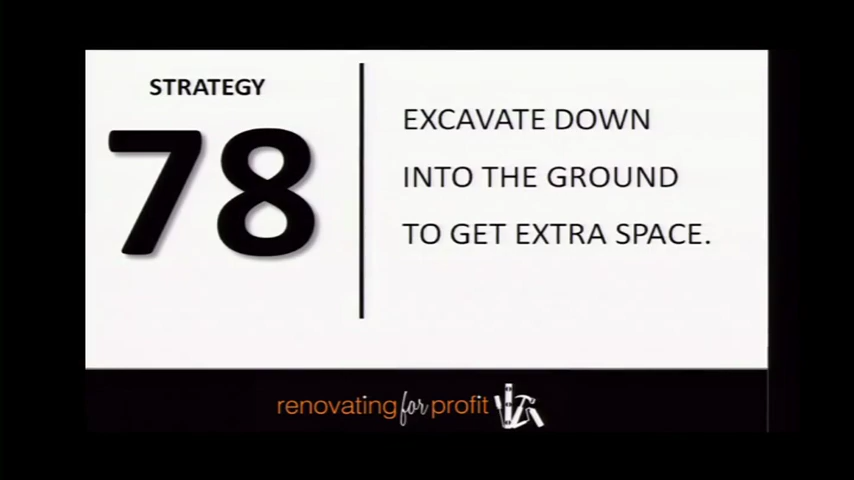 STRATEGY
78
EXCAVATE DOWN
INTO THE GROUND
TO GET EXTRA SPACE.
renovating for profit